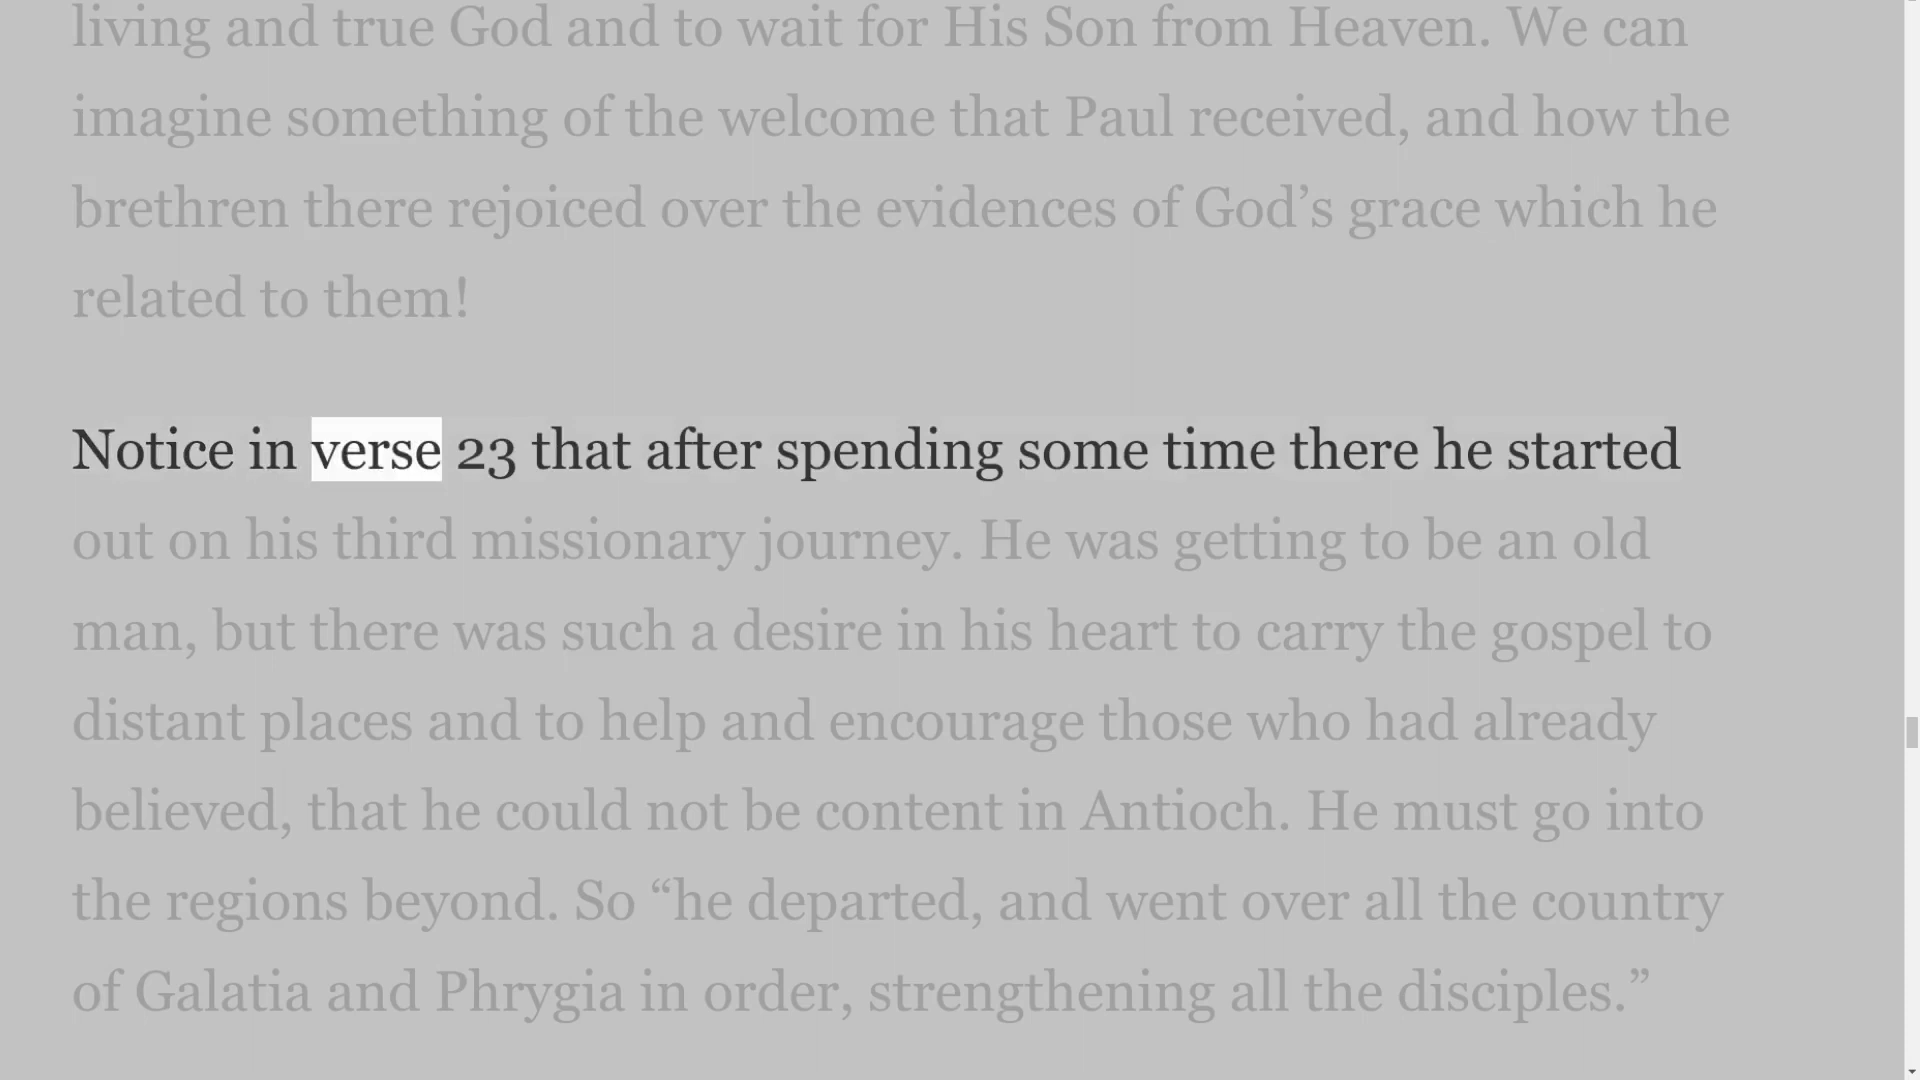 living and true God and to wait for His Son from Heaven. We can
imagine something of the welcome that Paul received, and how the
brethren there rejoiced over the evidences of God’s grace which he
related to them!
Notice in verse 23 that after spending some time there he started
out on his third missionary journey. He was getting to be an old
man, but there was such a desire in his heart to carry the gospel to
distant places and to help and encourage those who had already
believed, that he could not be content in Antioch. He must go into
the regions beyond. So “he departed, and went over all the country
of Galatia and Phrygia in order, strengthening all the disciples.”